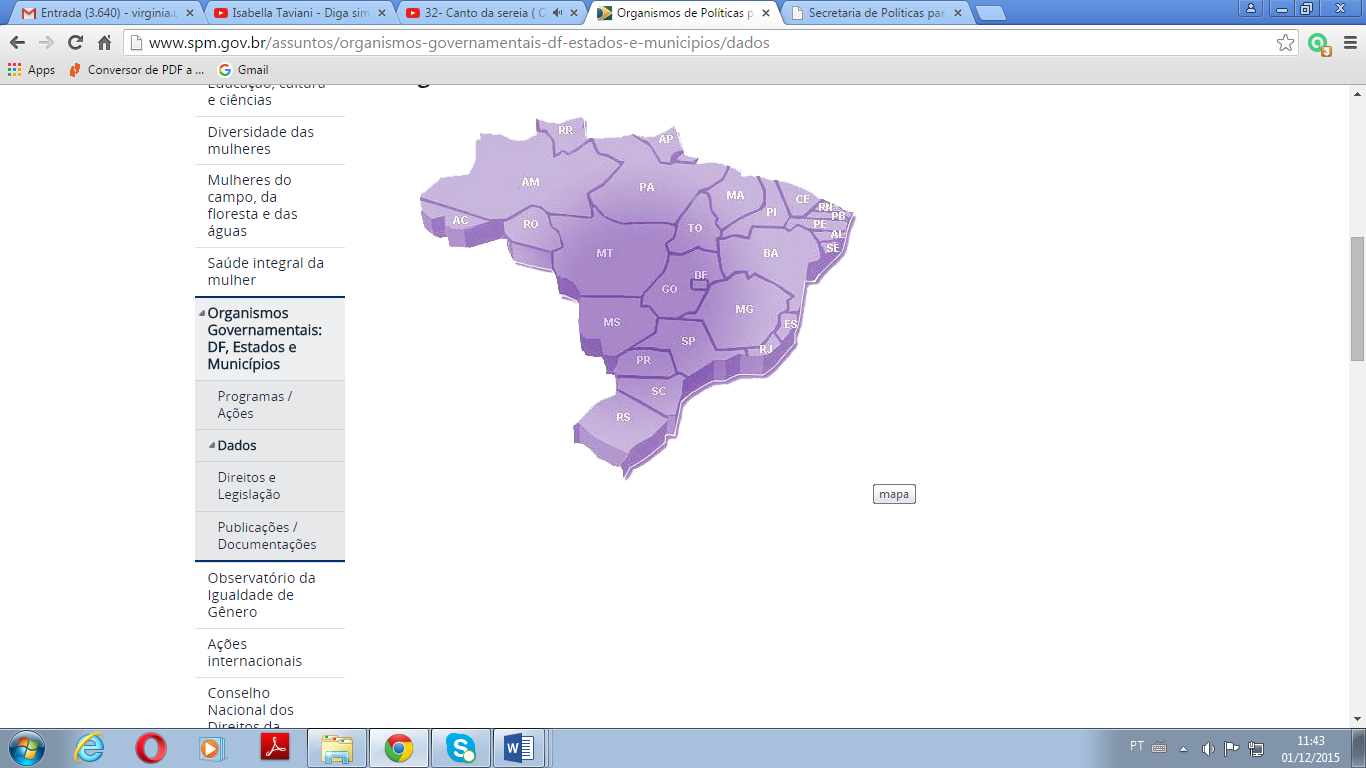 Entrada (3.640) - virginia.u
Isabella Taviani - Diga sim
32- Canto da sereia ( C
Organismos de Políticas p
Secretaria de Políticas par
www.spm.gov.br/assuntos/organismos-governamentais-df-estados-e-municipios/dados
3
Apps
Conversor de PDF a ...
Gmail
Educação, cultura
e ciências
Diversidade das
mulheres
Mulheres do
campo, da
floresta e das
águas
Saúde integral da
mulher
Organismos
Governamentais:
DF, Estados e
Municípios
Programas /
Ações
Dados
Direitos e
Legislação
Publicações /
Documentações
Observatório da
Igualdade de
Gênero
Ações
internacionais
Conselho
Nacional dos
Direitos da
RR
AP
AM
PA
MA
CE
RN
PB
PI
PE
AL
SE
AC
RO
TO
MT
BA
DF
GO
MG
MS
ES
SP
RJ
PR
SC
RS
mapa
PT
11:43
01/12/2015